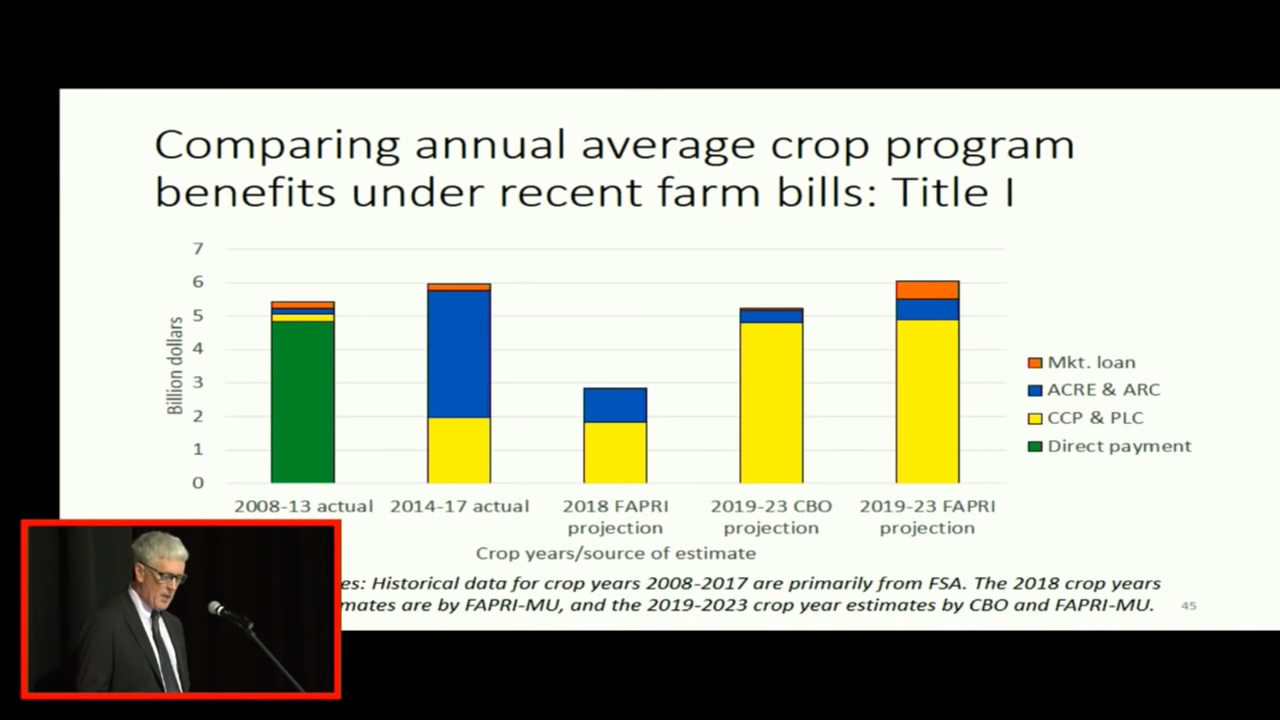 Comparing annual average crop program
benefits under recent farm bills: Title I
Billion dollars
7
6
5
4
3
2
1
0
2008-13 actual
2014-17 actual
2018 FAPRI
projection
2019-23 CBO
projection
2019-23 FAPRI
projection
Crop years/source of estimate
Mkt. loan
ACRE & ARC
CCP & PLC
Direct payment
es: Historical data for crop years 2008-2017 are primarily from FSA. The 2018 crop years
mates are by FAPRI-MU, and the 2019-2023 crop year estimates by CBO and FAPRI-MU.
45